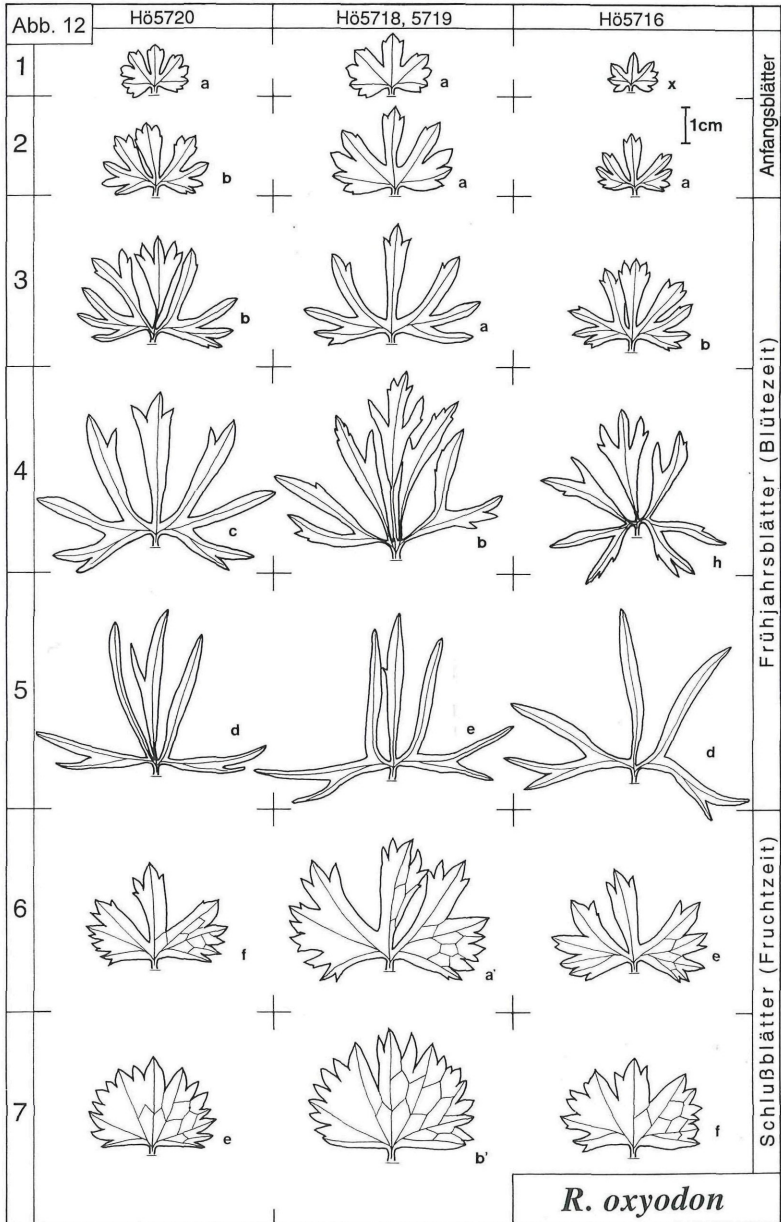 Abb. 12
Hö5720
Hö5718, 5719
Hö5716
1
a
a
x
1cm
2
b
a
a
3
b
a
b
4
c
b
h
5
d
e
d
6
f
a'
e
7
e
b'
f
Anfangsblätter
Frühjahrsblätter (Blütezeit)
Schlußblätter (Fruchtzeit)
R. oxyodon